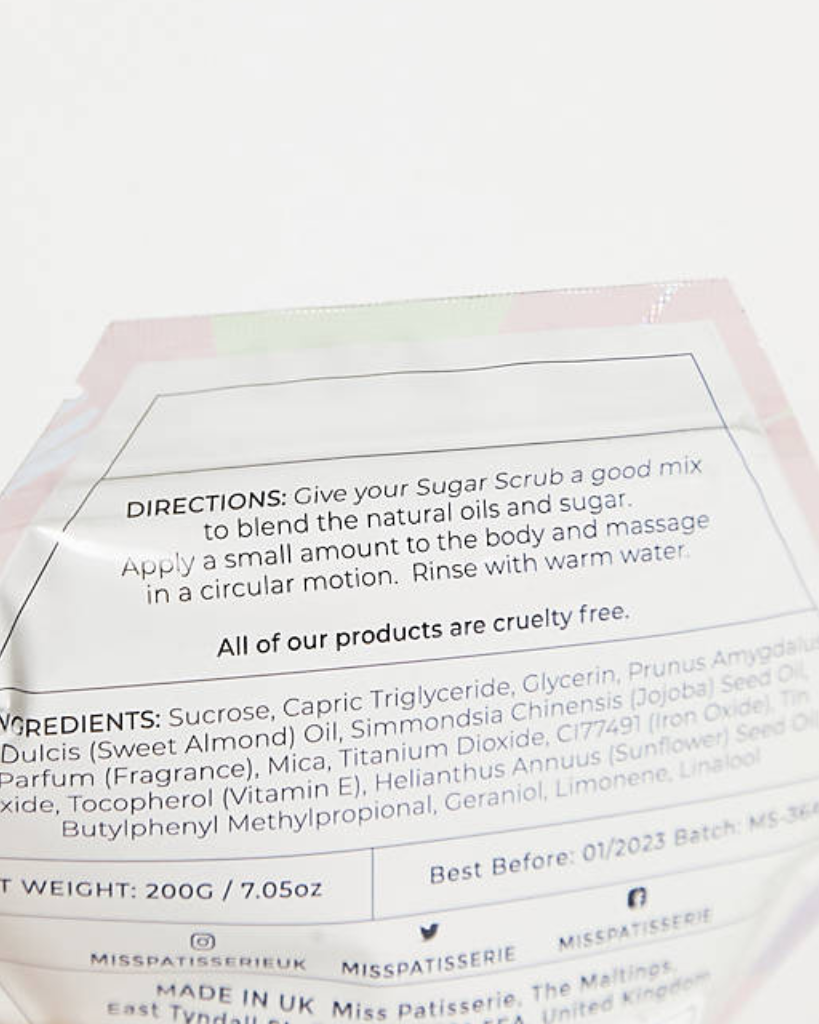 DIRECTIONS: Give your Sugar Scrub a good mix
to blend the natural oils and sugar.
Apply a small amount to the body and massage
in a circular motion. Rinse with warm water.
All of our products are cruelty free.
INGREDIENTS: Sucrose, Capric Triglyceride, Glycerin, Prunus Amygdalus
Dulcis (Sweet Almond) Oil, Simmondsia Chinensis (Jojoba) Seed Oil,
Parfum (Fragrance), Mica, Titanium Dioxide, CI77491 (Iron Oxide), Tin
xide, Tocopherol (Vitamin E), Helianthus Annuus (Sunflower) Seed Oil
Butylphenyl Methylpropional, Geraniol, Limonene, Linalool
T WEIGHT: 200G / 7.05oz
Best Before: 01/2023 Batch: MS-364
MISSPATISSERIEUK
MISSPATISSERIE
MISSPATISSERIE
MADE IN UK Miss Patisserie, The Maltings,
East Tyndall United Kingdom